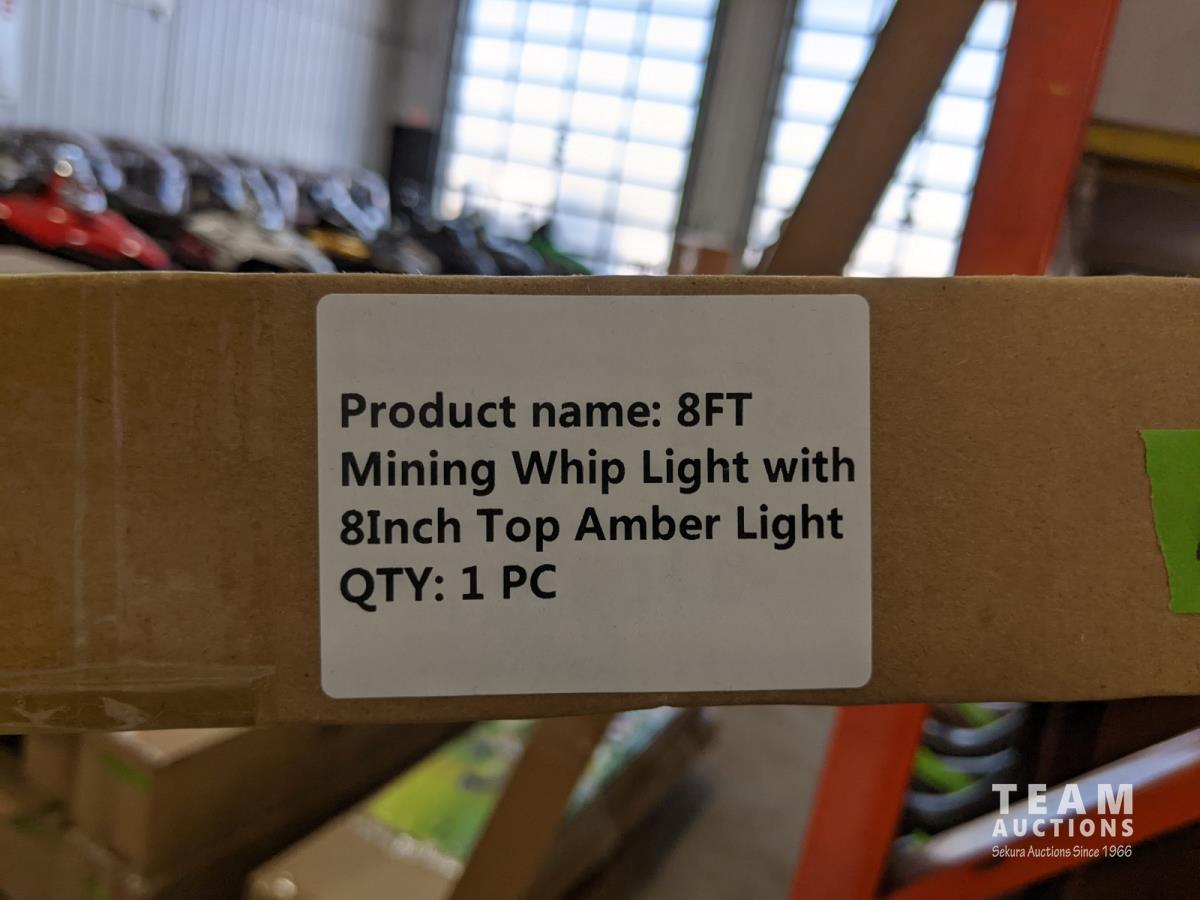 Product name: 8FT
Mining Whip Light with
8Inch Top Amber Light
QTY: 1 PC
TEAM
AUCTIONS
Sekura Auctions Since 1966